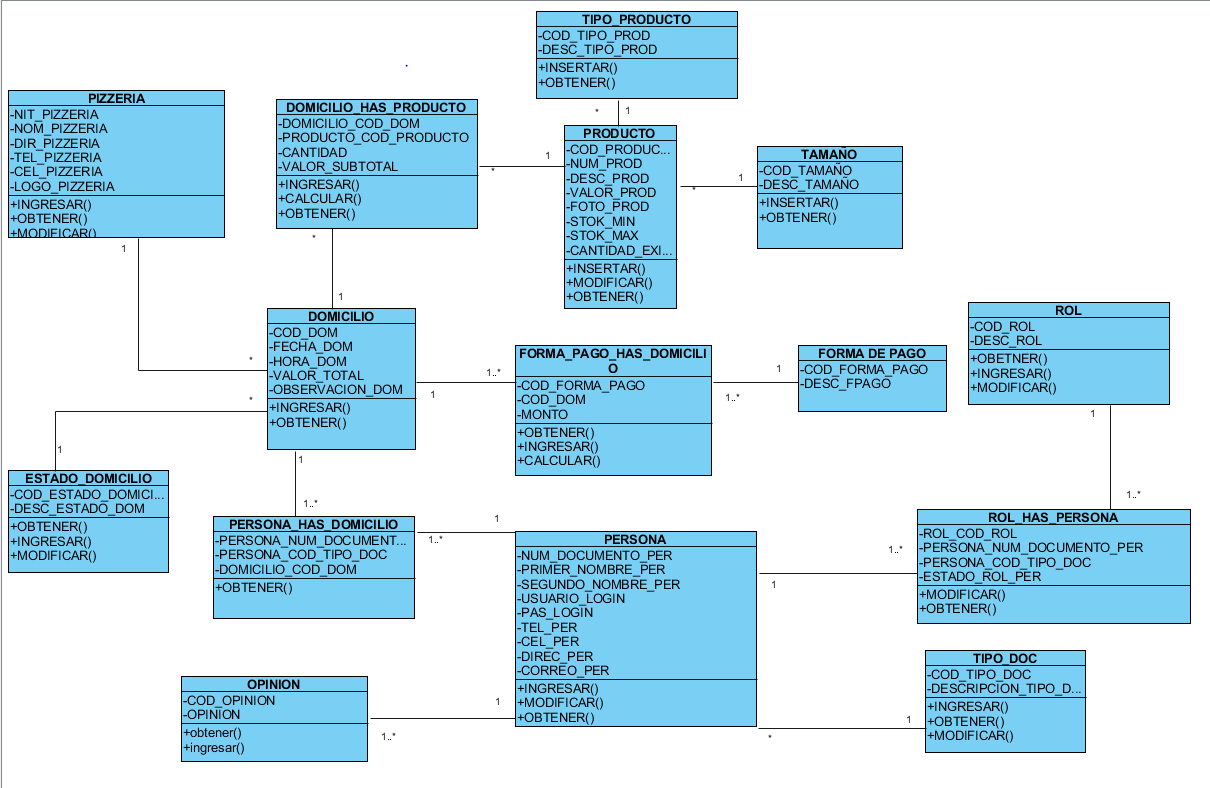 TIPO_PRODUCTO
-COD_TIPO_PROD
-DESC_TIPO_PROD
+INSERTAR()
+OBTENER()
PIZZERIA
-NIT_PIZZERIA
-NOM_PIZZERIA
-DIR_PIZZERIA
-TEL_PIZZERIA
-CEL_PIZZERIA
-LOGO_PIZZERIA
+INGRESAR()
+OBTENER()
+MODIFICAR()
1
*
DOMICILIO_HAS_PRODUCTO
-DOMICILIO_COD_DOM
-PRODUCTO_COD_PRODUCTO
-CANTIDAD
-VALOR_SUBTOTAL
+INGRESAR()
+CALCULAR()
+OBTENER()
*
1
*
1
*
1
PRODUCTO
-COD_PRODUC...
-NUM_PROD
-DESC_PROD
-VALOR_PROD
-FOTO_PROD
-STOK_MIN
-STOK_MAX
-CANTIDAD_EXI...
+INSERTAR()
+MODIFICAR()
+OBTENER()
*
1
TAMAÑO
-COD_TAMAÑO
-DESC_TAMAÑO
+INSERTAR()
+OBTENER()
DOMICILIO
-COD_DOM
-FECHA_DOM
-HORA_DOM
-VALOR_TOTAL
-OBSERVACION_DOM
+INGRESAR()
+OBTENER()
1..*
1
*
1
FORMA_PAGO_HAS_DOMICILI
O
-COD_FORMA_PAGO
-COD_DOM
-MONTO
+OBTENER()
+INGRESAR()
+CALCULAR()
1
1..*
FORMA DE PAGO
-COD_FORMA_PAGO
-DESC_FPAGO
ROL
-COD_ROL
-DESC_ROL
+OBETNER()
+INGRESAR()
+MODIFICAR()
1
1..*
ESTADO_DOMICILIO
-COD_ESTADO_DOMICI...
-DESC_ESTADO_DOM
+OBTENER()
+INGRESAR()
+MODIFICAR()
1
1..*
PERSONA_HAS_DOMICILIO
-PERSONA_NUM_DOCUMENT...
-PERSONA_COD_TIPO_DOC
-DOMICILIO_COD_DOM
+OBTENER()
1
1..*
PERSONA
-NUM_DOCUMENTO_PER
-PRIMER_NOMBRE_PER
-SEGUNDO_NOMBRE_PER
-USUARIO_LOGIN
-PAS_LOGIN
-TEL_PER
-CEL_PER
-DIREC_PER
-CORREO_PER
+INGRESAR()
+MODIFICAR()
+OBTENER()
1..*
1
ROL_HAS_PERSONA
-ROL_COD_ROL
-PERSONA_NUM_DOCUMENTO_PER
-PERSONA_COD_TIPO_DOC
-ESTADO_ROL_PER
+MODIFICAR()
+OBTENER()
OPINION
-COD_OPINION
-OPINION
+obtener()
+ingresar()
1
1..*
1
*
TIPO_DOC
-COD_TIPO_DOC
-DESCRIPCION_TIPO_D...
+INGRESAR()
+OBTENER()
+MODIFICAR()